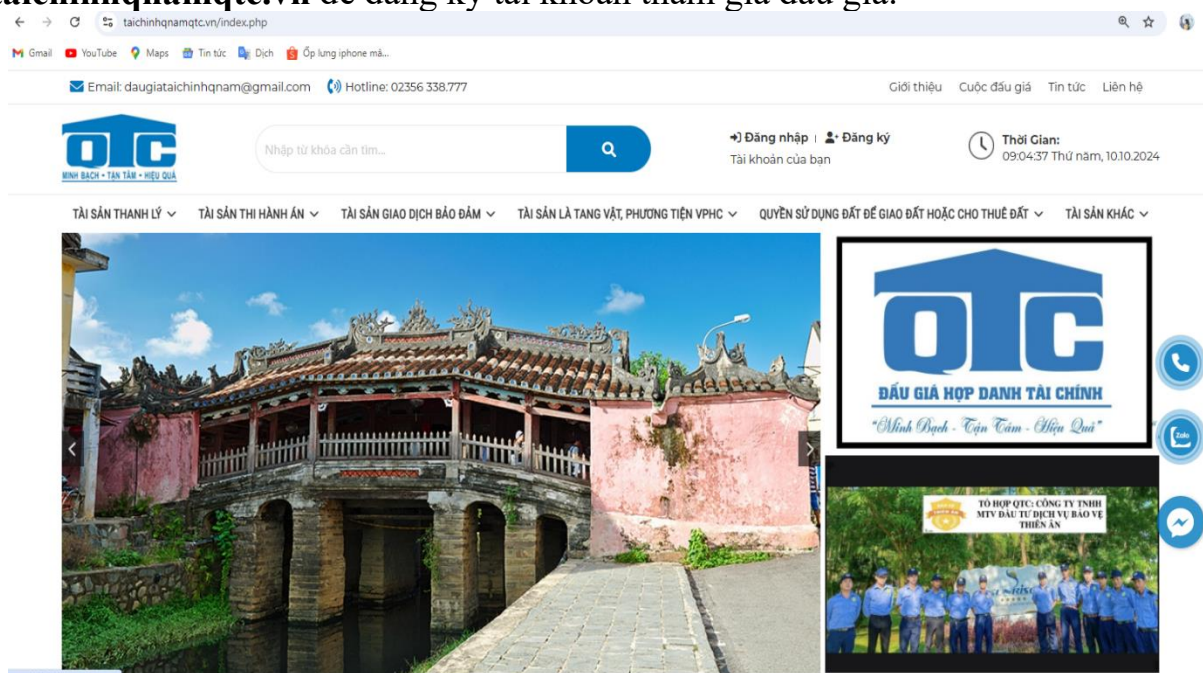 taichinhqnamqtc.vn để đăng ký tài khoản tham gia đấu giá.
taichinhqnamqtc.vn/index.php
Gmail YouTube Maps Tin tức Dịch Ốp lưng iphone mà...
Email: daugiataichinhqnam@gmail.com Hotline: 02356 338.777 Giới thiệu Cuộc đấu giá Tin tức Liên hệ
QTC
MINH BẠCH - TẬN TÂM - HIỆU QUẢ
Nhập từ khóa cần tìm...
Đăng nhập | Đăng ký
Tài khoản của bạn
Thời Gian:
09:04:37 Thứ năm, 10.10.2024
TÀI SẢN THANH LÝ TÀI SẢN THI HÀNH ÁN TÀI SẢN GIAO DỊCH BẢO ĐẢM TÀI SẢN LÀ TANG VẬT, PHƯƠNG TIỆN VPHC QUYỀN SỬ DỤNG ĐẤT ĐỂ GIAO ĐẤT HOẶC CHO THUÊ ĐẤT TÀI SẢN KHÁC
QTC
ĐẤU GIÁ HỢP DANH TÀI CHÍNH
"Minh Bạch - Tận Tâm - Hiệu Quả"
Zalo
TỔ HỢP QTC: CÔNG TY TNHH
MTV ĐẦU TƯ DỊCH VỤ BẢO VỆ
THIÊN ÂN